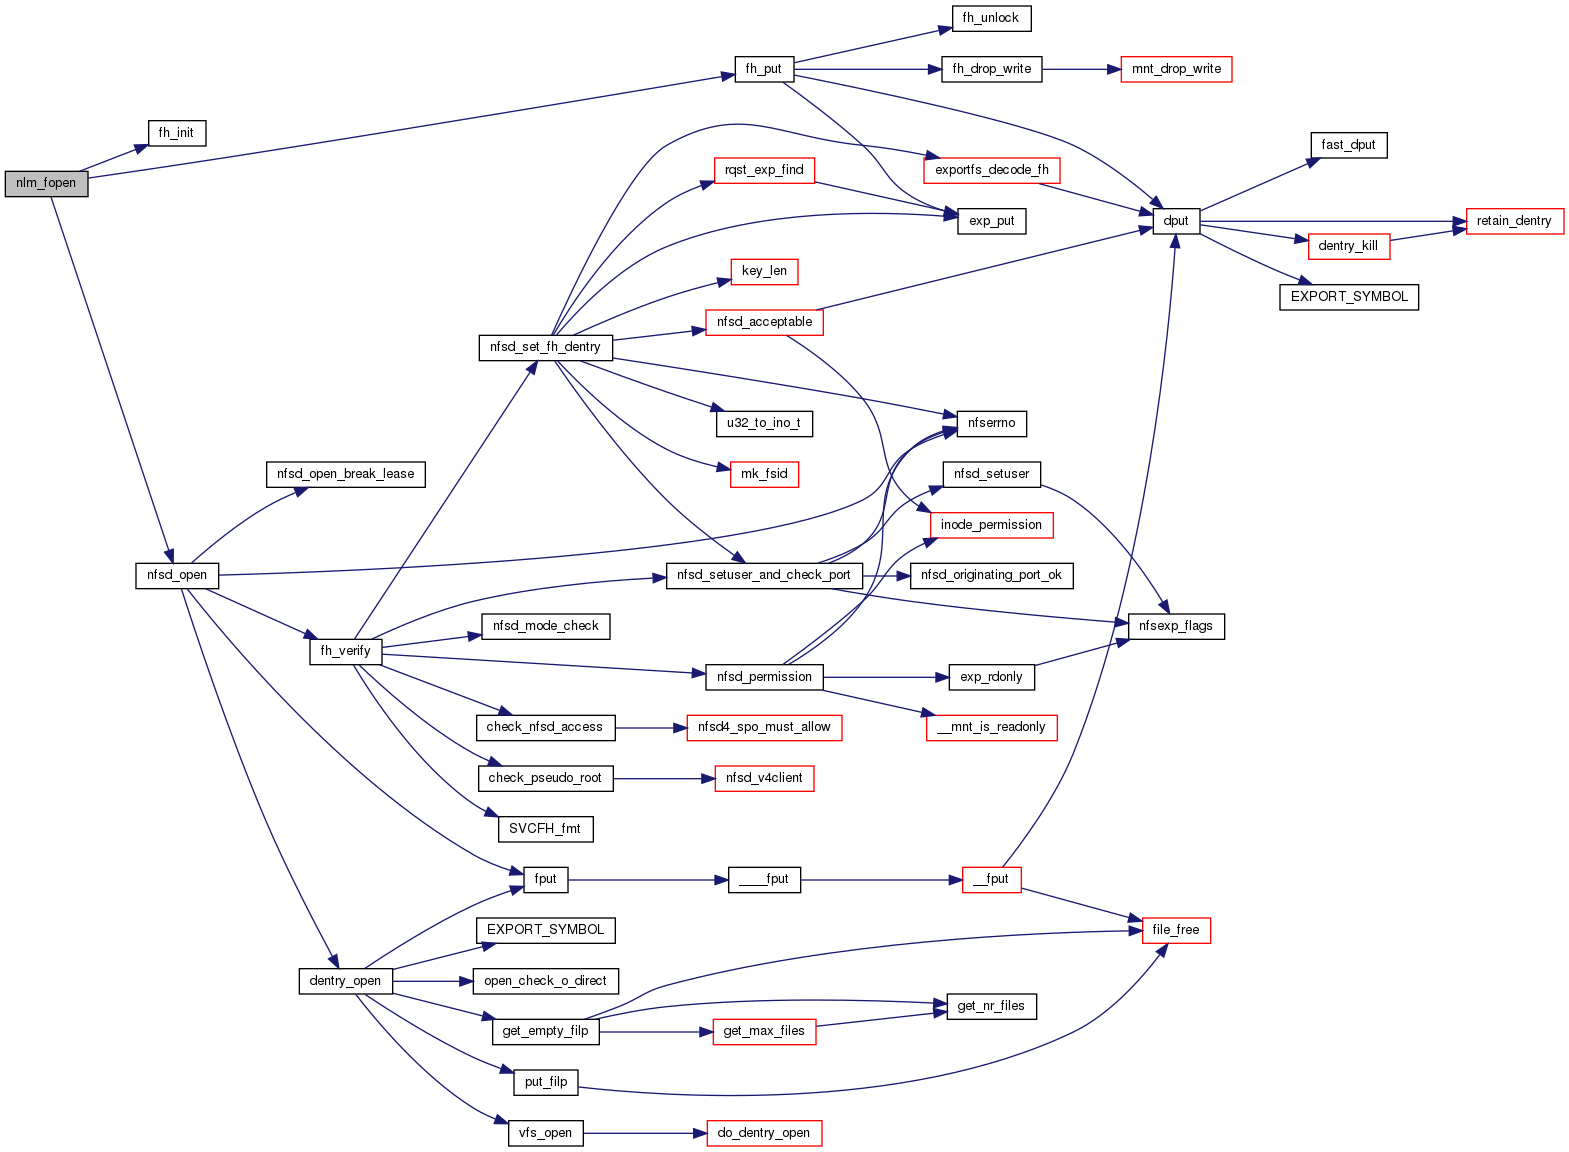 fh_unlock
fh_put
fh_drop_write
mnt_drop_write
fh_init
fast_dput
nlm_fopen
rqst_exp_find
exportfs_decode_fh
exp_put
dput
retain_dentry
dentry_kill
key_len
EXPORT_SYMBOL
nfsd_acceptable
nfsd_set_fh_dentry
u32_to_ino_t
nfserrno
nfsd_open_break_lease
mk_fsid
nfsd_setuser
inode_permission
nfsd_open
nfsd_setuser_and_check_port
nfsd_originating_port_ok
nfsd_mode_check
nfsexp_flags
fh_verify
nfsd_permission
exp_rdonly
check_nfsd_access
nfsd4_spo_must_allow
__mnt_is_readonly
check_pseudo_root
nfsd_v4client
SVCFH_fmt
fput
____fput
__fput
EXPORT_SYMBOL
file_free
dentry_open
open_check_o_direct
get_nr_files
get_empty_filp
get_max_files
put_filp
vfs_open
do_dentry_open